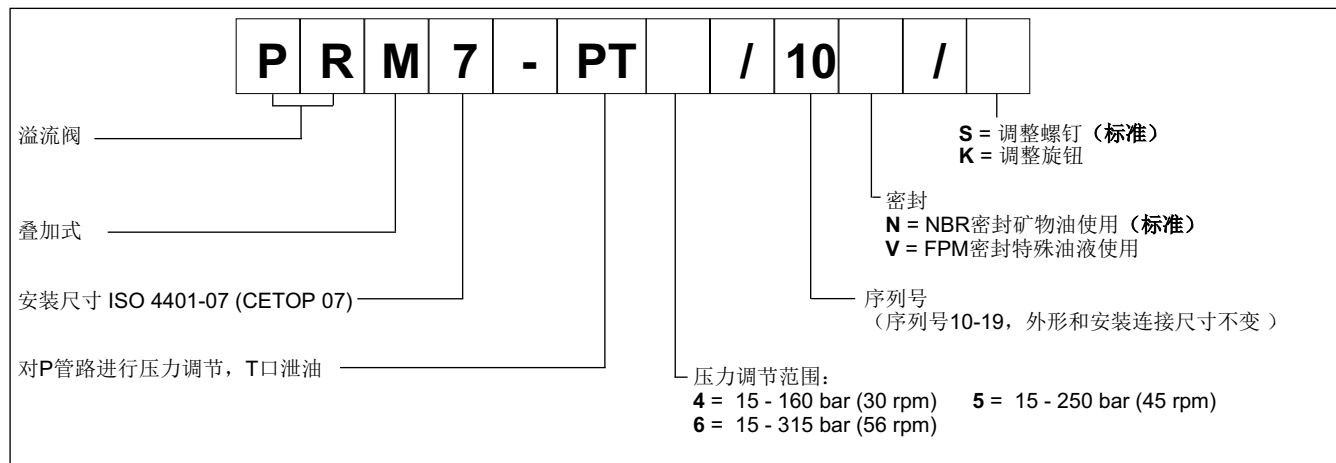 P R M 7 - PT / 10 /
溢流阀
S = 调整螺钉（标准）
K = 调整旋钮
密封
N = NBR密封矿物油使用（标准）
V = FPM密封特殊油液使用
叠加式
安装尺寸 ISO 4401-07 (CETOP 07)
序列号
（序列号10-19，外形和安装连接尺寸不变 ）
对P管路进行压力调节，T口泄油
压力调节范围：
4 = 15 - 160 bar (30 rpm) 5 = 15 - 250 bar (45 rpm)
6 = 15 - 315 bar (56 rpm)